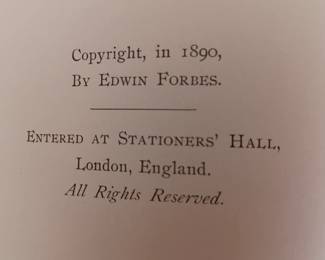 Copyright, in 1890,
By Edwin Forbes.
Entered at Stationers' Hall,
London, England.
All Rights Reserved.